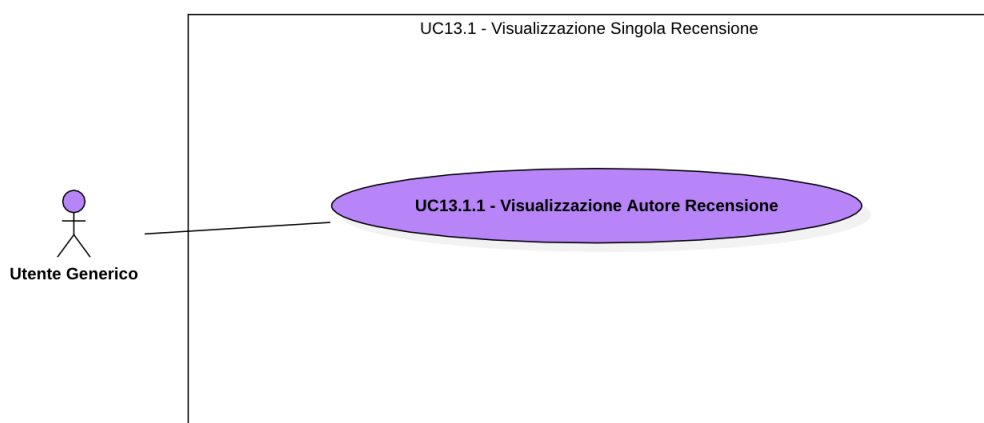 UC13.1 - Visualizzazione Singola Recensione
UC13.1.1 - Visualizzazione Autore Recensione
Utente Generico